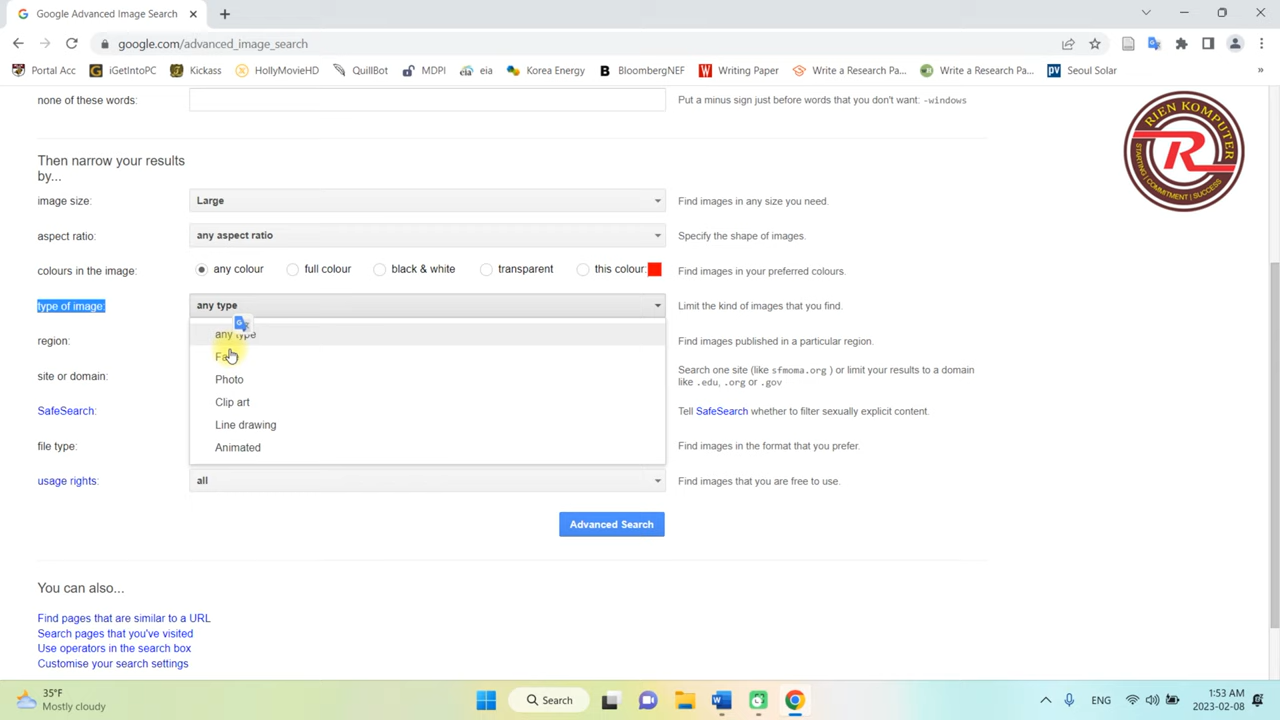 Google Advanced Image Search
google.com/advanced_image_search
Portal Acc iGetIntoPC Kickass HollyMovieHD QuillBot MDPI eia Korea Energy BloombergNEF Writing Paper Write a Research Pa... Write a Research Pa... Seoul Solar »
none of these words: Put a minus sign just before words that you don't want: -windows
RIEN KOMPUTER
R
STARTING | COMMITMENT | SUCCESS
Then narrow your results
by...
image size: Large Find images in any size you need.
aspect ratio: any aspect ratio Specify the shape of images.
colours in the image: any colour full colour black & white transparent this colour: Find images in your preferred colours.
type of image: any type Limit the kind of images that you find.
any type
region: Find images published in a particular region.
Photo
site or domain: Search one site (like sfmoma.org ) or limit your results to a domain
like .edu, .org or .gov
Clip art
SafeSearch: Tell SafeSearch whether to filter sexually explicit content.
Line drawing
file type: Animated Find images in the format that you prefer.
usage rights: all Find images that you are free to use.
Advanced Search
You can also...
Find pages that are similar to a URL
Search pages that you've visited
Use operators in the search box
Customise your search settings
35°F
Mostly cloudy
Search
ENG
1:53 AM
2023-02-08